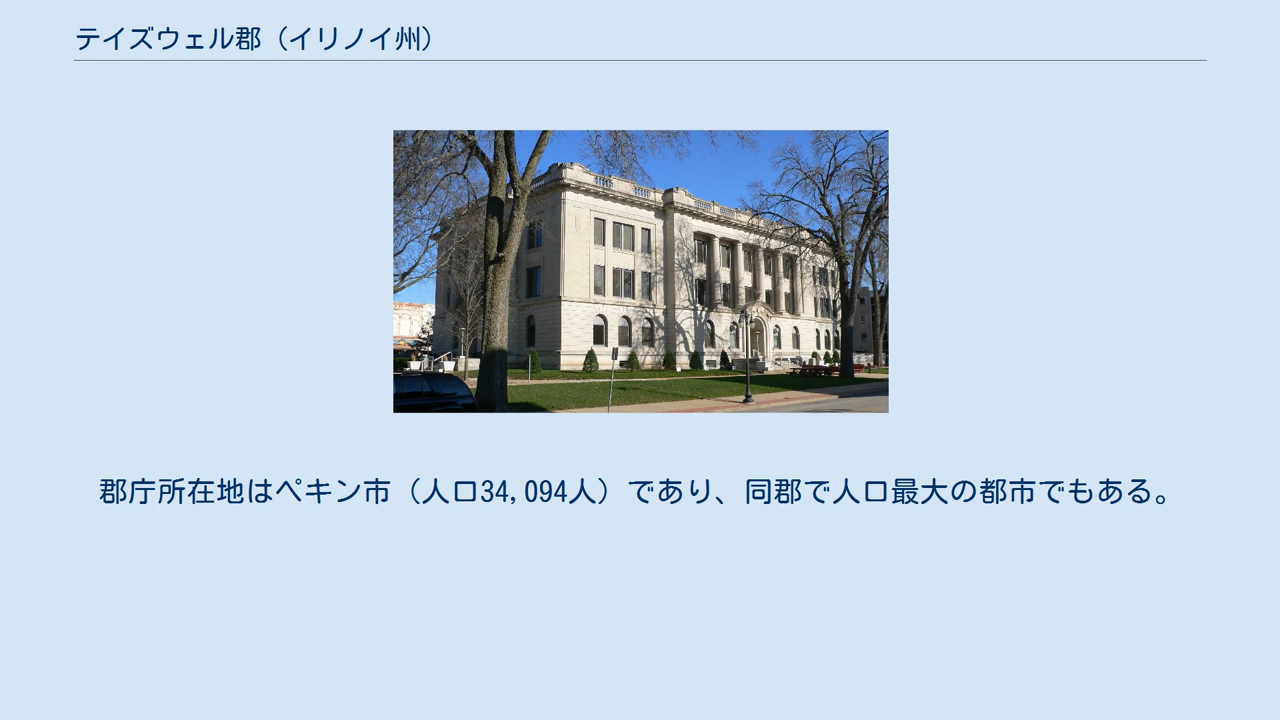 テイズウェル郡（イリノイ州）
郡庁所在地はペキン市（人口34,094人）であり、同郡で人口最大の都市でもある。